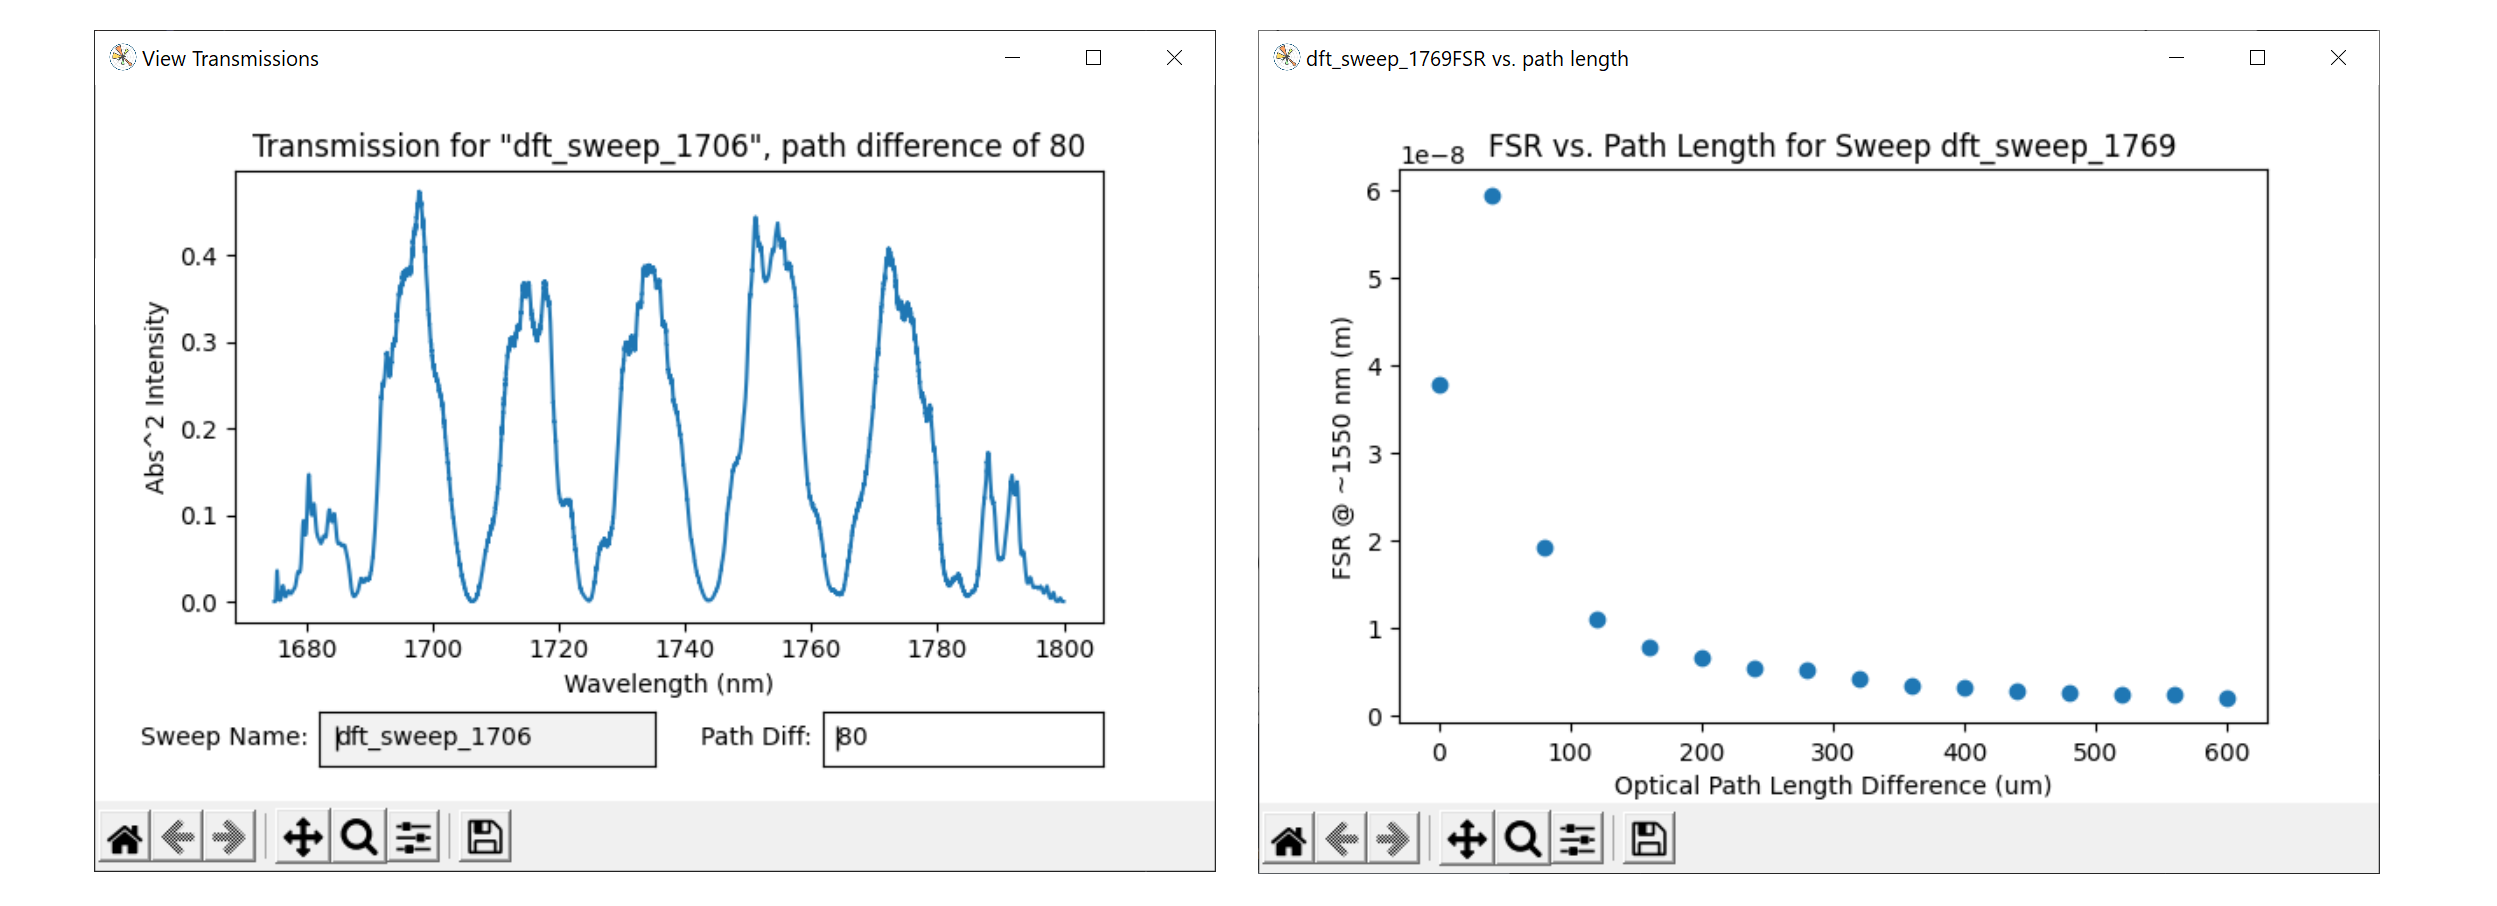 View Transmissions
Transmission for "dft_sweep_1706", path difference of 80
Abs^2 Intensity
0.4
0.3
0.2
0.1
0.0
1680 1700 1720 1740 1760 1780 1800
Wavelength (nm)
Sweep Name: dft_sweep_1706 Path Diff: 80
dft_sweep_1769FSR vs. path length
1e−8 FSR vs. Path Length for Sweep dft_sweep_1769
FSR @ ~1550 nm (m)
6
5
4
3
2
1
0
0 100 200 300 400 500 600
Optical Path Length Difference (um)